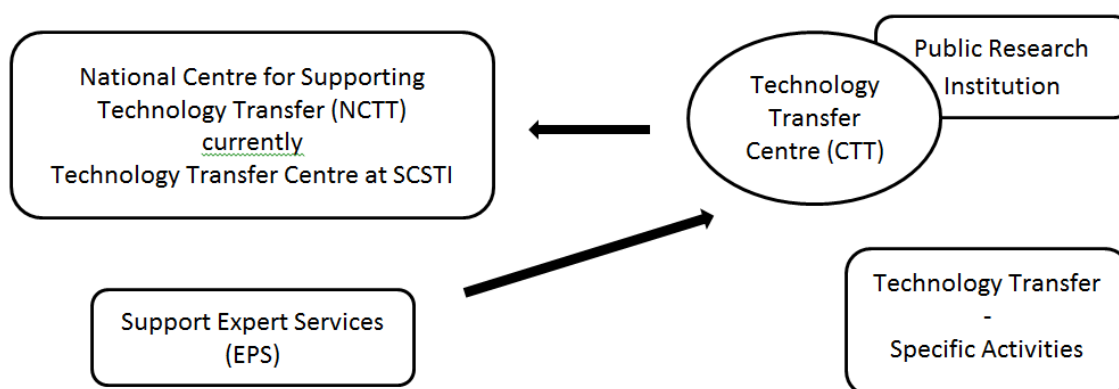 National Centre for Supporting
Technology Transfer (NCTT)
currently
Technology Transfer Centre at SCSTI
Technology
Transfer
Centre (CTT)
Public Research
Institution
Support Expert Services
(EPS)
Technology Transfer
-
Specific Activities